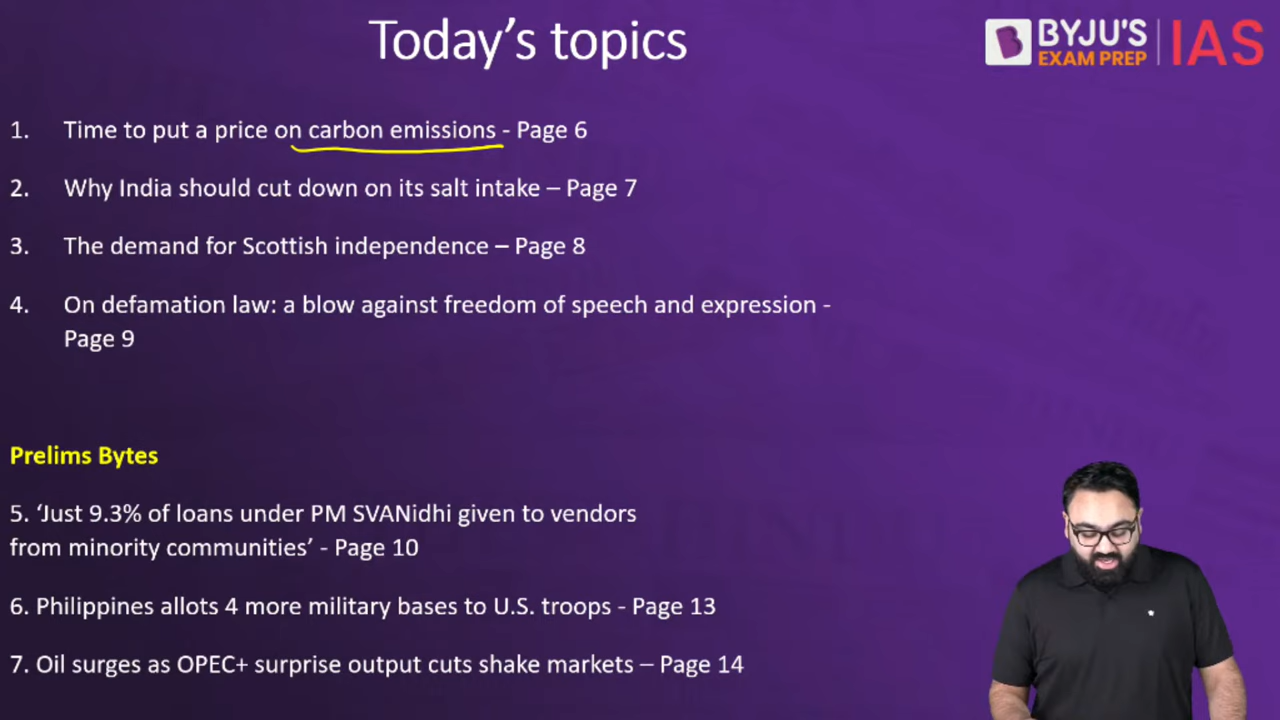 Today's topics
BYJU'S
EXAM PREP
IAS
1. Time to put a price on carbon emissions - Page 6
2. Why India should cut down on its salt intake – Page 7
3. The demand for Scottish independence – Page 8
4. On defamation law: a blow against freedom of speech and expression -
Page 9
Prelims Bytes
5. ‘Just 9.3% of loans under PM SVANidhi given to vendors
from minority communities’ - Page 10
6. Philippines allots 4 more military bases to U.S. troops - Page 13
7. Oil surges as OPEC+ surprise output cuts shake markets – Page 14